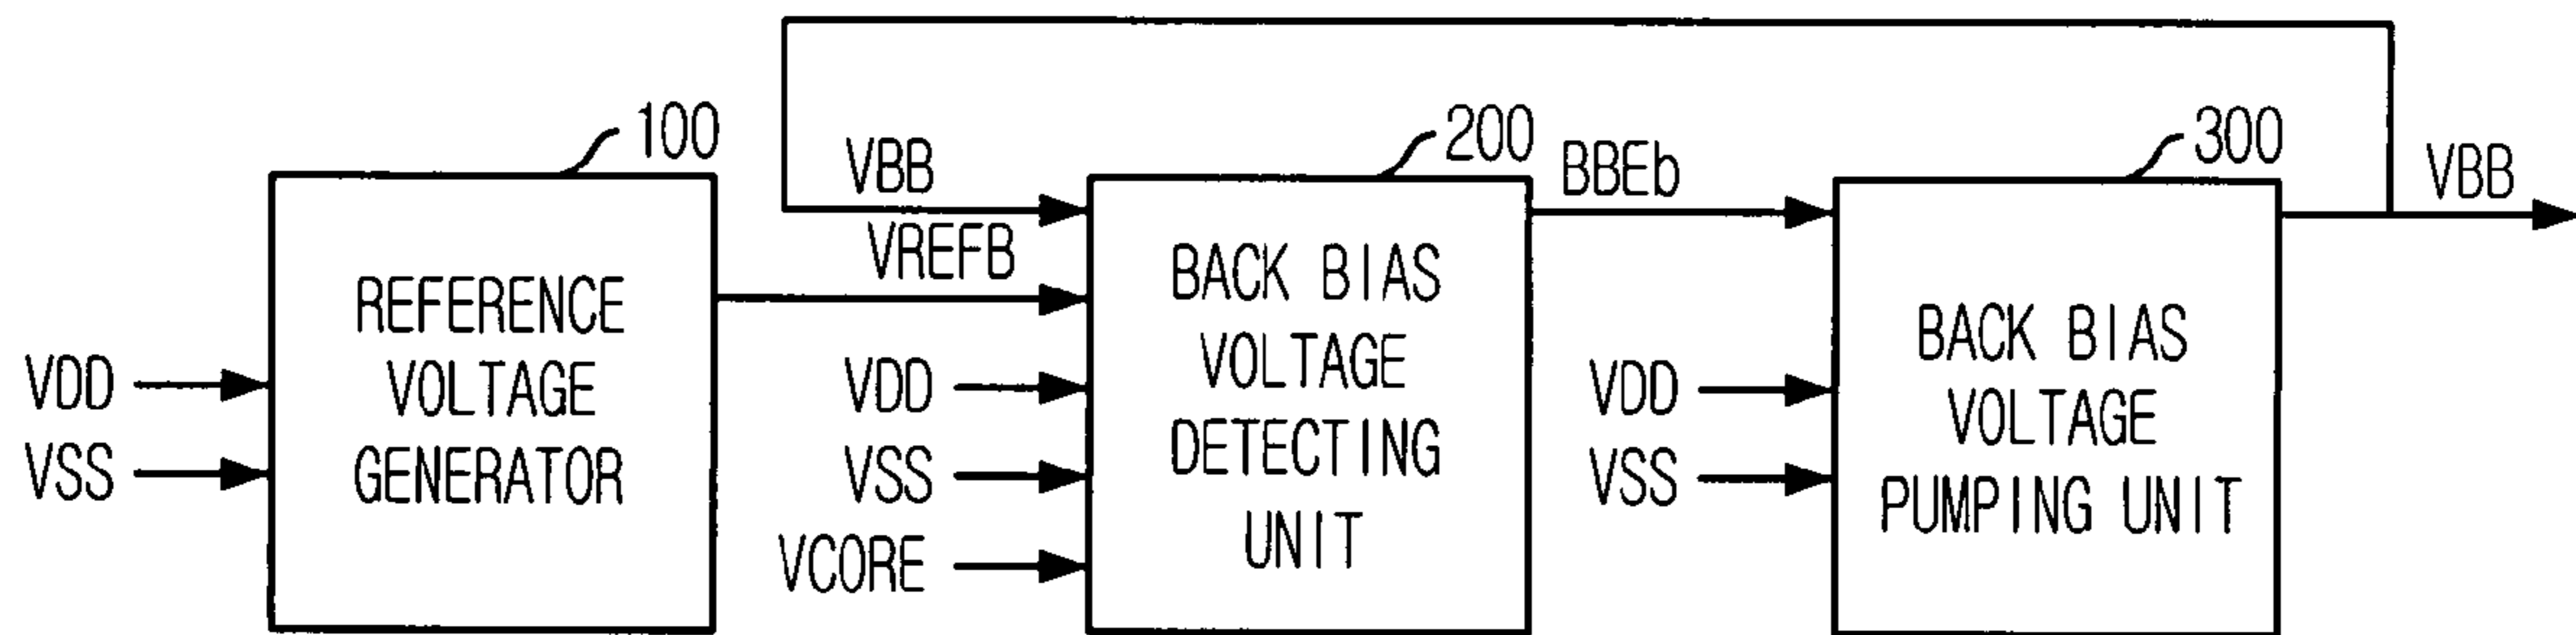 100
REFERENCE
VOLTAGE
GENERATOR
VDD
VSS
VBB
VREFB
VDD
VSS
VCORE
200
BACK BIAS
VOLTAGE
DETECTING
UNIT
BBEb
VDD
VSS
300
BACK BIAS
VOLTAGE
PUMPING UNIT
VBB